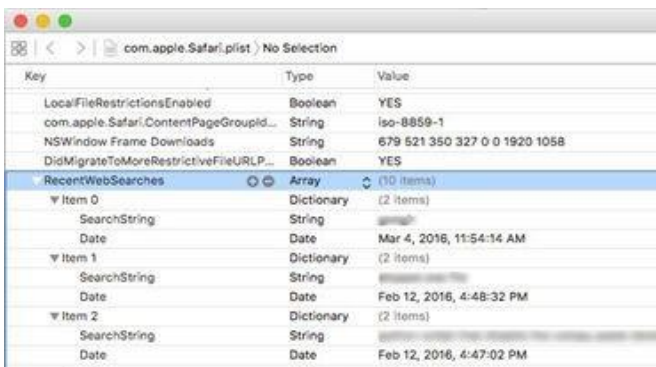 com.apple.Safari.plist 〉 No Selection
Key Type Value
LocalFileRestrictionsEnabled Boolean YES
com.apple.Safari.ContentPageGroupId... String iso-8859-1
NSWindow Frame Downloads String 679 521 350 327 0 0 1920 1058
DidMigrateToMoreRestrictiveFileURLP... Boolean YES
RecentWebSearches Array (10 items)
Item 0 Dictionary (2 items)
SearchString String
Date Date Mar 4, 2016, 11:54:14 AM
Item 1 Dictionary (2 items)
SearchString String
Date Date Feb 12, 2016, 4:48:32 PM
Item 2 Dictionary (2 items)
SearchString String
Date Date Feb 12, 2016, 4:47:02 PM